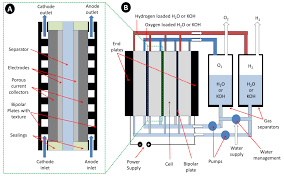 A
Cathode
outlet
Anode
outlet
Separator
Electrodes
Porous
current
collectors
Bipolar
Plates with
texture
Sealings
Cathode
inlet
Anode
inlet
B
Hydrogen loaded H₂O or KOH
Oxygen loaded H₂O or KOH
End
plates
O₂
H₂
O₂
H₂
H₂O
or
KOH
H₂O
or
KOH
Gas
separators
Power
Supply
Cell
Bipolar
plate
Pumps
Water
supply
Water
management